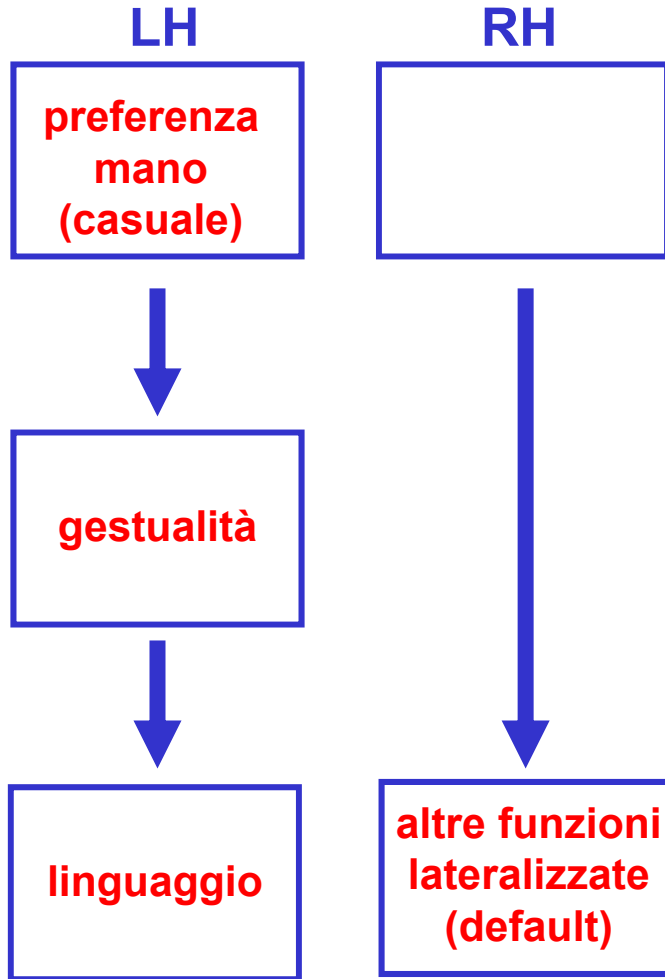 LH
RH
preferenza
mano
(casuale)
gestualità
linguaggio
altre funzioni
lateralizzate
(default)